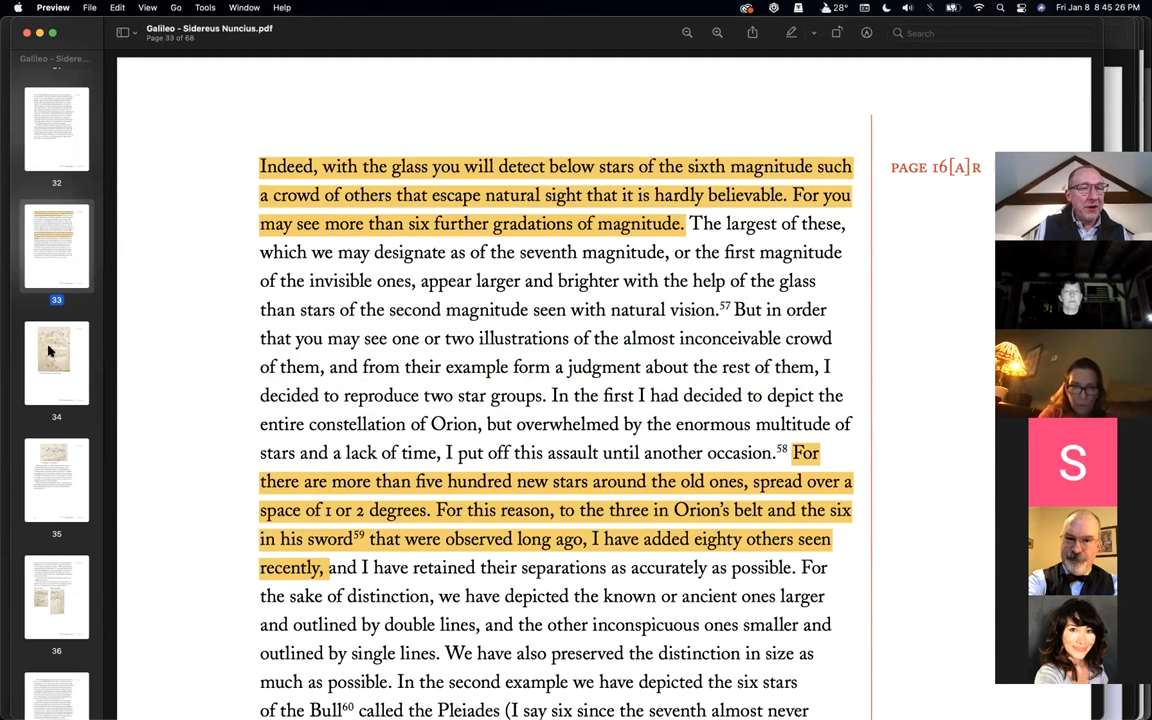 Preview File Edit View Go Tools Window Help
28° Fri Jan 8 8 45 26 PM
Galileo - Sidereus Nuncius.pdf
Page 33 of 68
Search
Galileo - Sidere...
32
33
34
35
36
PAGE 16[A]R
Indeed, with the glass you will detect below stars of the sixth magnitude such
a crowd of others that escape natural sight that it is hardly believable. For you
may see more than six further gradations of magnitude. The largest of these,
which we may designate as of the seventh magnitude, or the first magnitude
of the invisible ones, appear larger and brighter with the help of the glass
than stars of the second magnitude seen with natural vision.57 But in order
that you may see one or two illustrations of the almost inconceivable crowd
of them, and from their example form a judgment about the rest of them, I
decided to reproduce two star groups. In the first I had decided to depict the
entire constellation of Orion, but overwhelmed by the enormous multitude of
stars and a lack of time, I put off this assault until another occasion.58 For
there are more than five hundred new stars around the old ones, spread over a
space of 1 or 2 degrees. For this reason, to the three in Orion's belt and the six
in his sword59 that were observed long ago, I have added eighty others seen
recently, and I have retained their separations as accurately as possible. For
the sake of distinction, we have depicted the known or ancient ones larger
and outlined by double lines, and the other inconspicuous ones smaller and
outlined by single lines. We have also preserved the distinction in size as
much as possible. In the second example we have depicted the six stars
of the Bull60 called the Pleiades (I say six since the seventh almost never
S